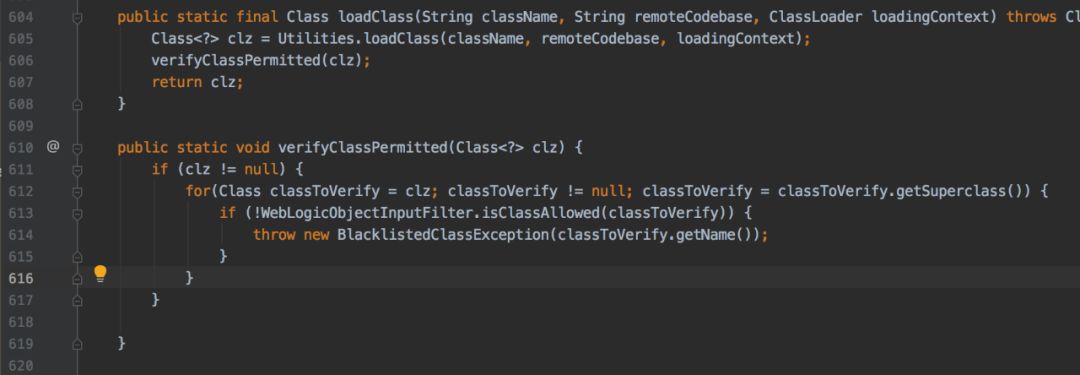 604 public static final Class loadClass(String className, String remoteCodebase, ClassLoader loadingContext) throws Cl
605 Class<?> clz = Utilities.loadClass(className, remoteCodebase, loadingContext);
606 verifyClassPermitted(clz);
607 return clz;
608 }
609
610 @ public static void verifyClassPermitted(Class<?> clz) {
611 if (clz != null) {
612 for(Class classToVerify = clz; classToVerify != null; classToVerify = classToVerify.getSuperclass()) {
613 if (!WebLogicObjectInputFilter.isClassAllowed(classToVerify)) {
614 throw new BlacklistedClassException(classToVerify.getName());
615 }
616 }
617 }
618
619 }
620